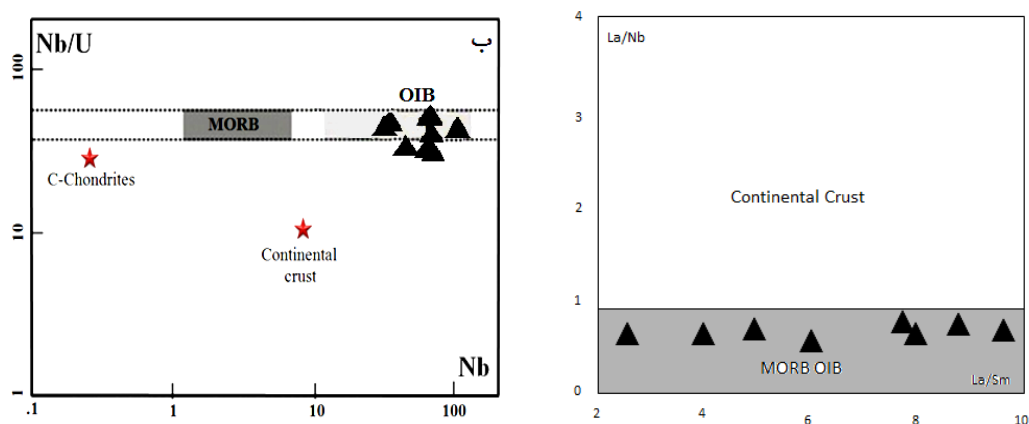 Nb/U
ب
100
OIB
MORB
C-Chondrites
10
Continental
crust
Nb
1
.1
1
10
100
4
La/Nb
3
Continental Crust
2
1
MORB OIB
La/Sm
0
2
4
6
8
10